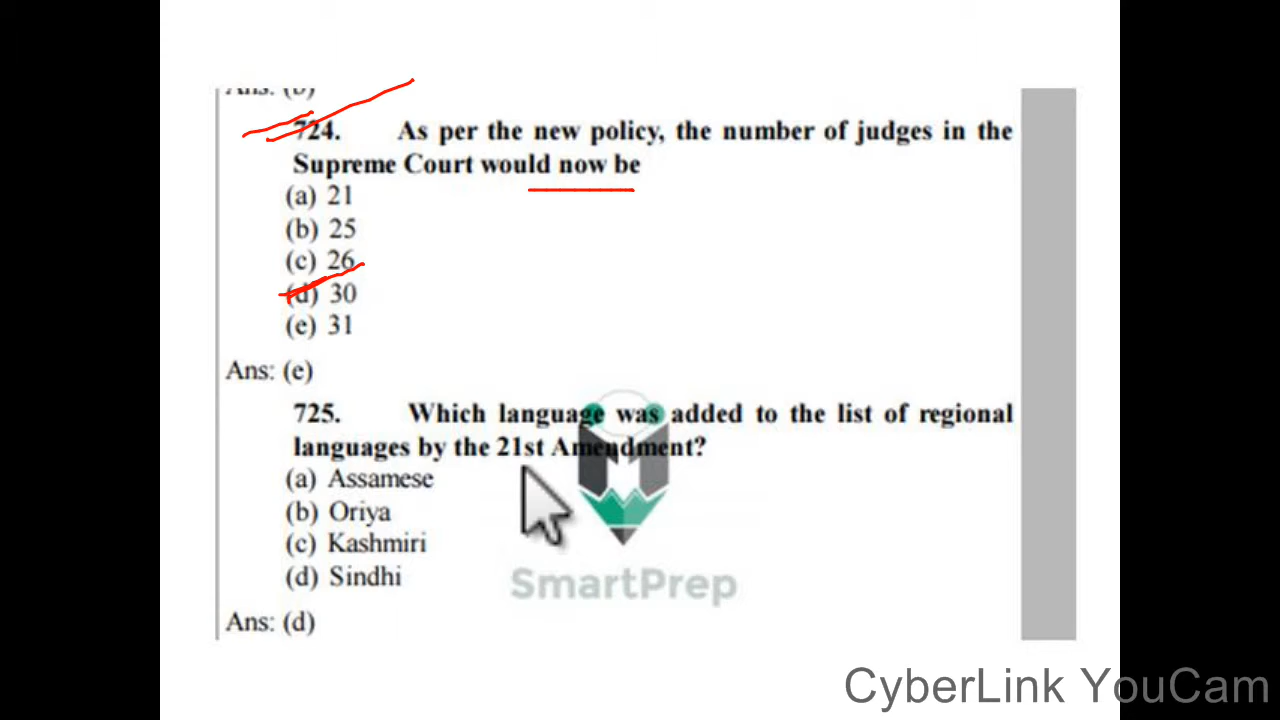 Ans: (b)
724. As per the new policy, the number of judges in the
Supreme Court would now be
(a) 21
(b) 25
(c) 26
(d) 30
(e) 31
Ans: (e)
725. Which language was added to the list of regional
languages by the 21st Amendment?
(a) Assamese
(b) Oriya
(c) Kashmiri
(d) Sindhi
SmartPrep
Ans: (d)
CyberLink YouCam